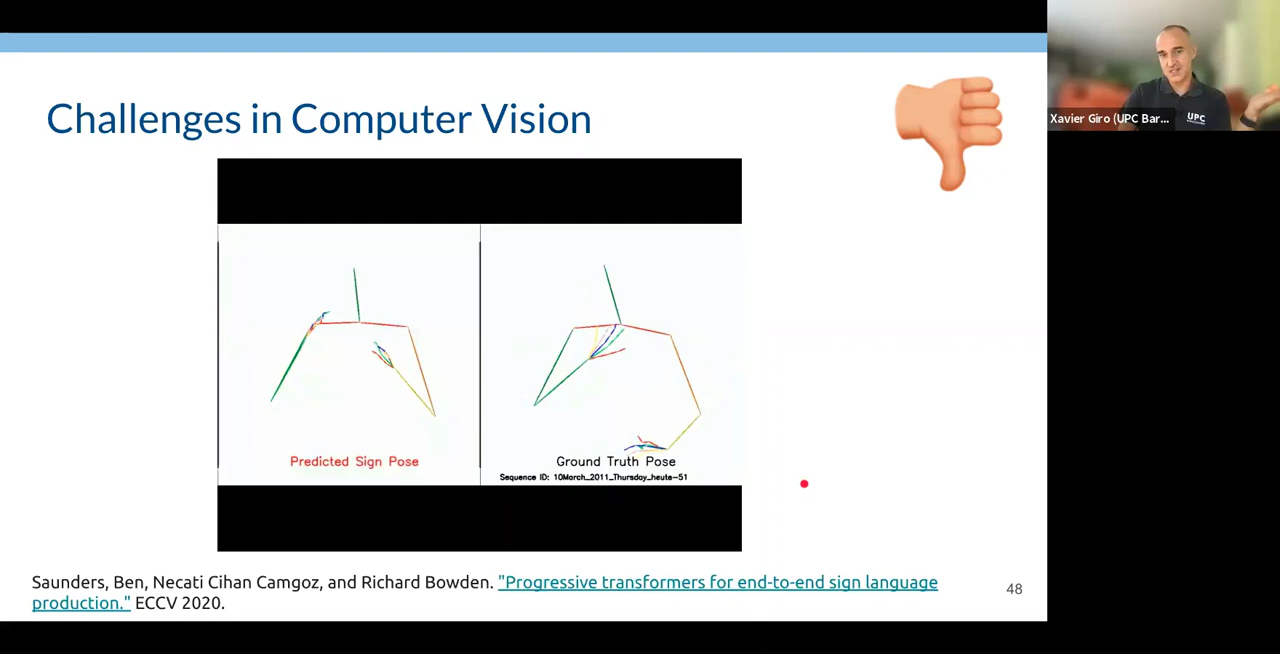 Challenges in Computer Vision
Xavier Giro (UPC Bar...
UPC
Predicted Sign Pose
Ground Truth Pose
Sequence ID: 10March_2011_Thursday_heute-51
Saunders, Ben, Necati Cihan Camgoz, and Richard Bowden. "Progressive transformers for end-to-end sign language
production." ECCV 2020.
48